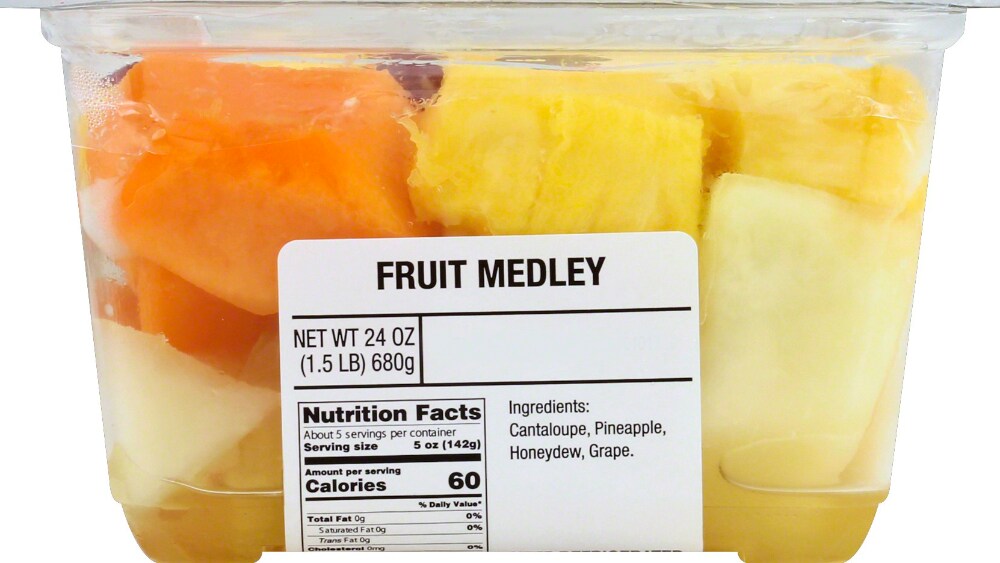 FRUIT MEDLEY
NET WT 24 OZ
(1.5 LB) 680g
Nutrition Facts
About 5 servings per container
Serving size 5 oz (142g)
Amount per serving
Calories 60
% Daily Value*
Total Fat 0g 0%
Saturated Fat 0g 0%
Trans Fat 0g
Cholesterol 0mg 0%
Ingredients:
Cantaloupe, Pineapple,
Honeydew, Grape.